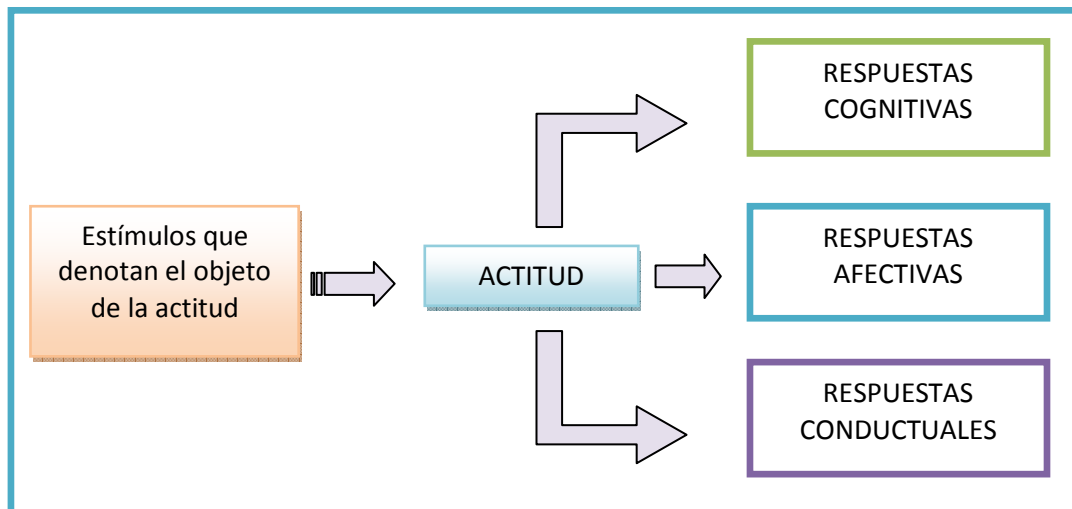 Estímulos que
denotan el objeto
de la actitud
ACTITUD
RESPUESTAS
COGNITIVAS
RESPUESTAS
AFECTIVAS
RESPUESTAS
CONDUCTUALES